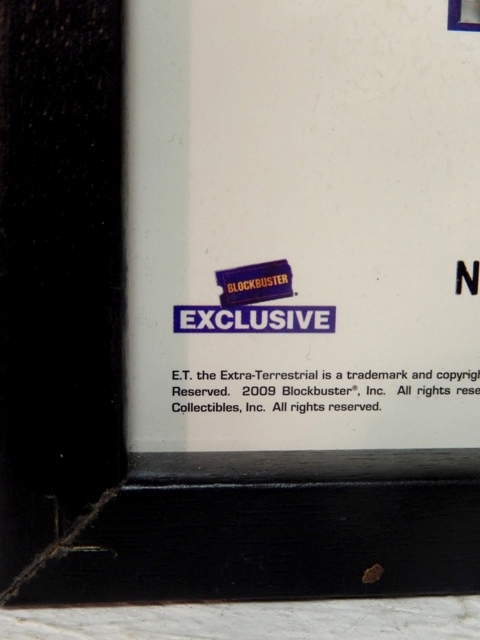 N
BLOCKBUSTER
EXCLUSIVE
E.T. the Extra-Terrestrial is a trademark and copyrigh
Reserved. 2009 Blockbuster®, Inc. All rights rese
Collectibles, Inc. All rights reserved.